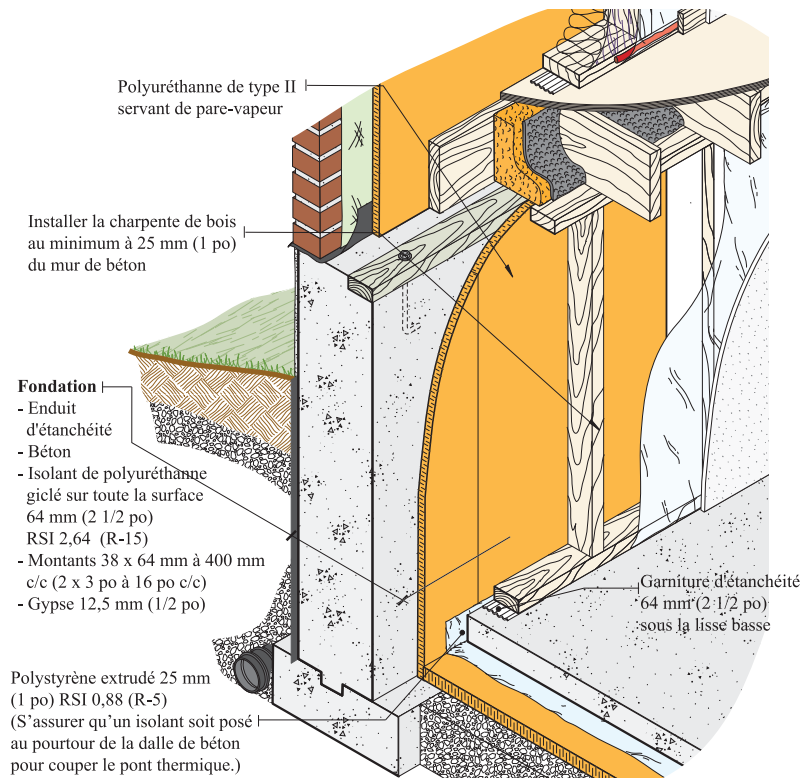 Polyuréthanne de type II
servant de pare-vapeur
Installer la charpente de bois
au minimum à 25 mm (1 po)
du mur de béton
Fondation
- Enduit
d'étanchéité
- Béton
- Isolant de polyuréthanne
giclé sur toute la surface
64 mm (2 1/2 po)
RSI 2,64 (R-15)
- Montants 38 x 64 mm à 400 mm
c/c (2 x 3 po à 16 po c/c)
- Gypse 12,5 mm (1/2 po)
Garniture d'étanchéité
64 mm (2 1/2 po)
sous la lisse basse
Polystyrène extrudé 25 mm
(1 po) RSI 0,88 (R-5)
(S’assurer qu’un isolant soit posé
au pourtour de la dalle de béton
pour couper le pont thermique.)